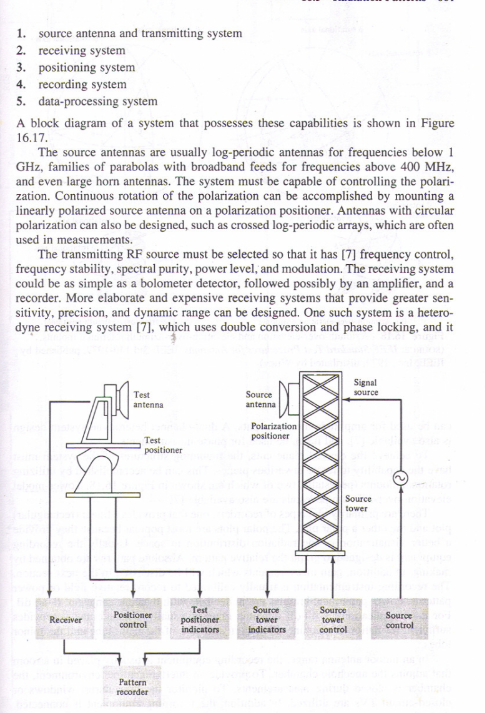 1. source antenna and transmitting system
2. receiving system
3. positioning system
4. recording system
5. data-processing system
A block diagram of a system that possesses these capabilities is shown in Figure
16.17.
The source antennas are usually log-periodic antennas for frequencies below 1
GHz, families of parabolas with broadband feeds for frequencies above 400 MHz,
and even large horn antennas. The system must be capable of controlling the polari-
zation. Continuous rotation of the polarization can be accomplished by mounting a
linearly polarized source antenna on a polarization positioner. Antennas with circular
polarization can also be designed, such as crossed log-periodic arrays, which are often
used in measurements.
The transmitting RF source must be selected so that it has [7] frequency control,
frequency stability, spectral purity, power level, and modulation. The receiving system
could be as simple as a bolometer detector, followed possibly by an amplifier, and a
recorder. More elaborate and expensive receiving systems that provide greater sen-
sitivity, precision, and dynamic range can be designed. One such system is a hetero-
dyne receiving system [7], which uses double conversion and phase locking, and it
Test
antenna
Test
positioner
Source
antenna
Polarization
positioner
Signal
source
Source
tower
Receiver
Positioner
control
Test
positioner
indicators
Source
tower
indicators
Source
tower
control
Source
control
Pattern
recorder